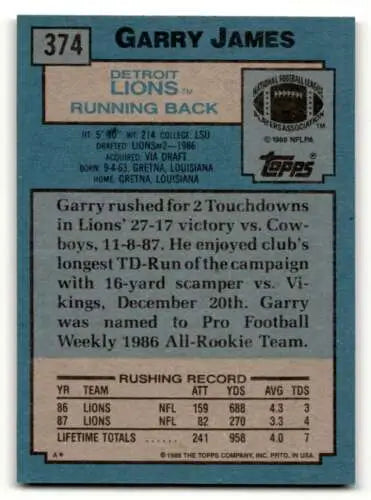 374 GARRY JAMES
DETROIT
LIONS™
RUNNING BACK
HT: 5' 10" WT: 214 COLLEGE: LSU
DRAFTED: LIONS #2—1986
ACQUIRED: VIA DRAFT
BORN: 9-4-63, GRETNA, LOUISIANA
HOME: GRETNA, LOUISIANA
NATIONAL FOOTBALL LEAGUE
PLAYERS ASSOCIATION™
© 1988 NFLPA
Topps®
Garry rushed for 2 Touchdowns
in Lions' 27-17 victory vs. Cow-
boys, 11-8-87. He enjoyed club's
longest TD-Run of the campaign
with 16-yard scamper vs. Vi-
kings, December 20th. Garry
was named to Pro Football
Weekly 1986 All-Rookie Team.
RUSHING RECORD
YR TEAM ATT YDS AVG TDS
86 LIONS NFL 159 688 4.3 3
87 LIONS NFL 82 270 3.3 4
LIFETIME TOTALS 241 958 4.0 7
A* © 1988 THE TOPPS COMPANY, INC. PRTD. IN USA